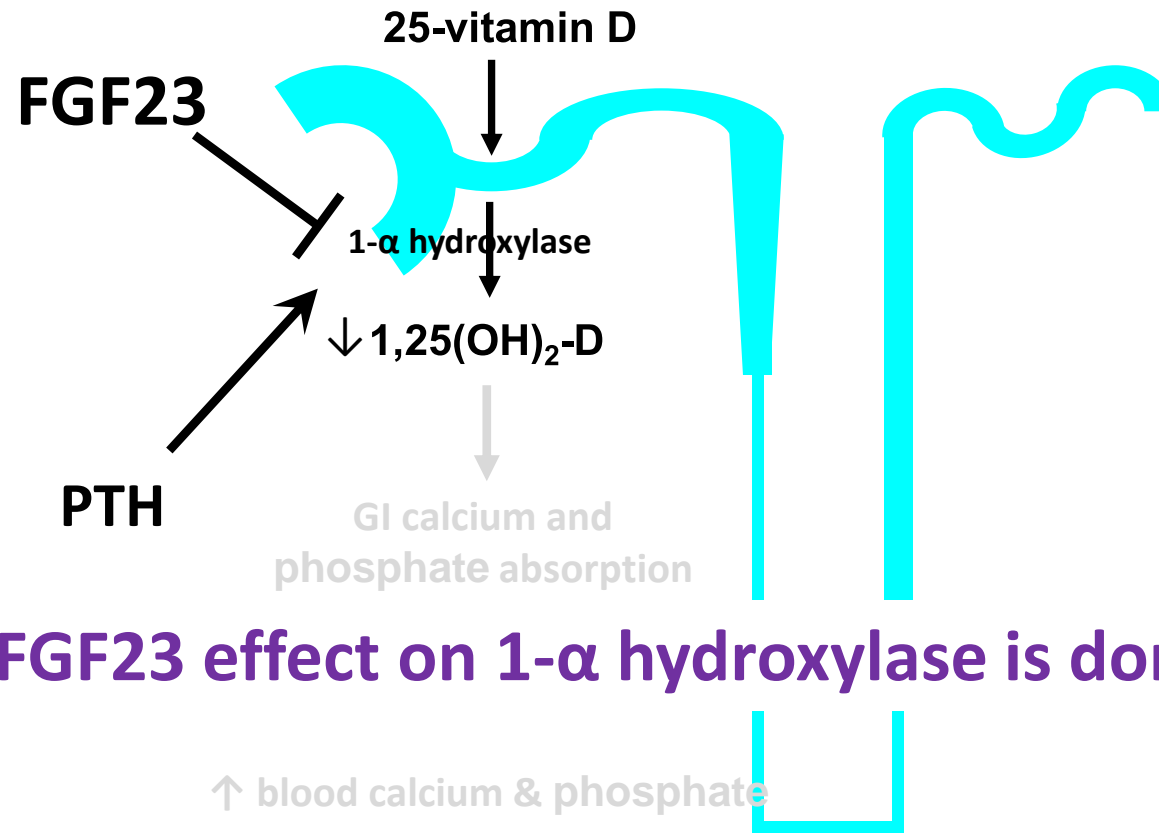 25-vitamin D
FGF23
1-α hydroxylase
↓ 1,25(OH)₂-D
PTH
GI calcium and
phosphate absorption
FGF23 effect on 1-α hydroxylase is
↑ blood calcium & phosphate